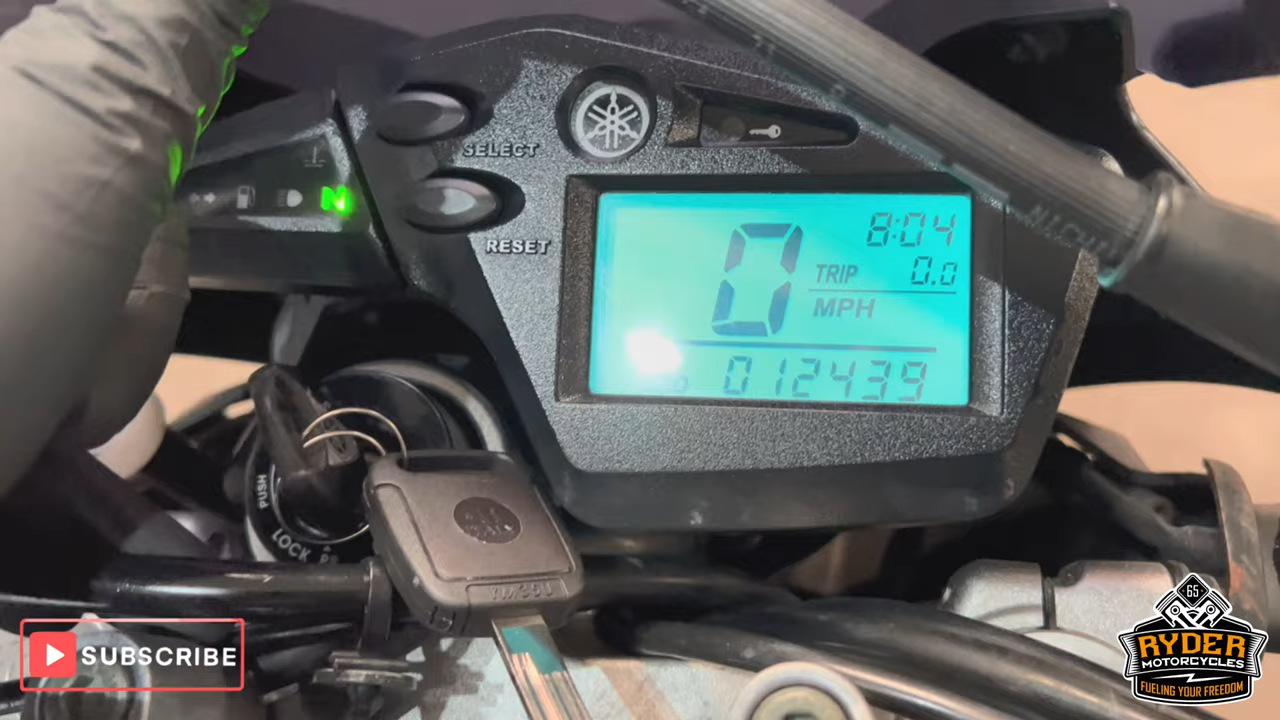 SELECT
RESET
N
8:04
TRIP 0.0
0
MPH
012439
PUSH
LOCK
SUBSCRIBE
65
RYDER
MOTORCYCLES
FUELING YOUR FREEDOM